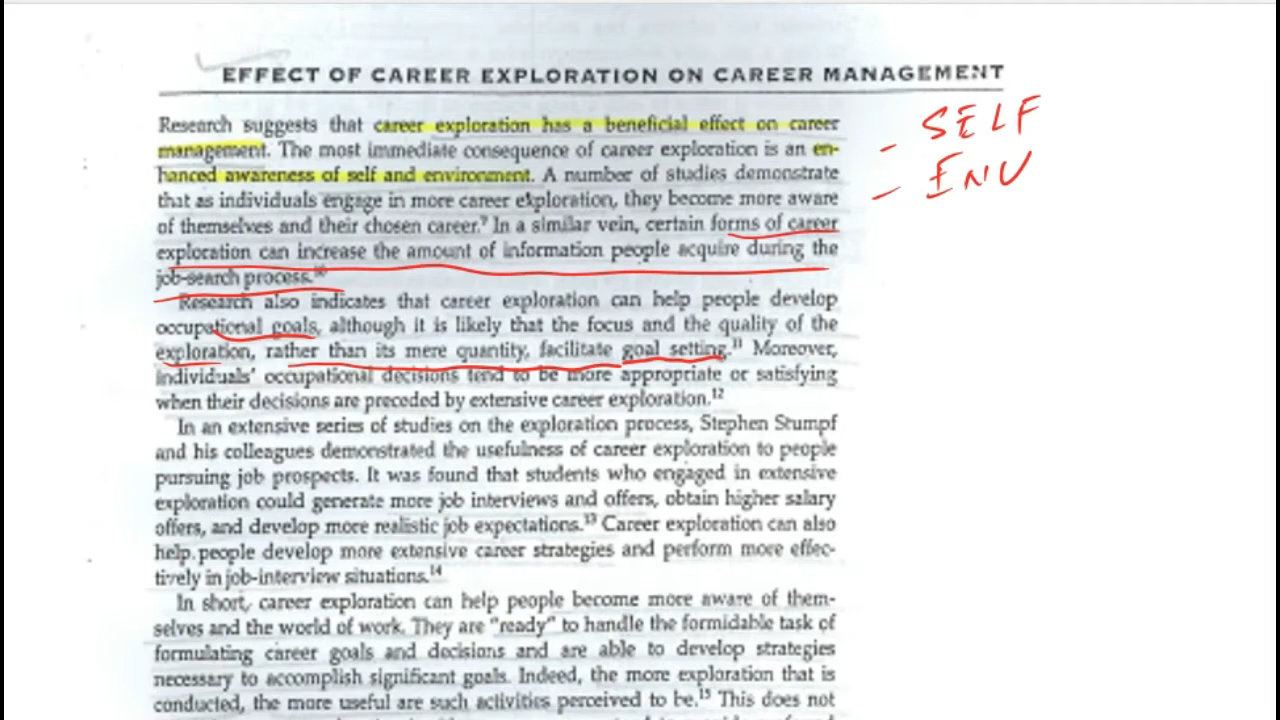 EFFECT OF CAREER EXPLORATION ON CAREER MANAGEMENT
Research suggests that career exploration has a beneficial effect on career
management. The most immediate consequence of career exploration is an en-
hanced awareness of self and environment. A number of studies demonstrate
that as individuals engage in more career exploration, they become more aware
of themselves and their chosen career.⁹ In a similar vein, certain forms of career
exploration can increase the amount of information people acquire during the
job-search process.¹⁰
Research also indicates that career exploration can help people develop
occupational goals, although it is likely that the focus and the quality of the
exploration, rather than its mere quantity, facilitate goal setting.¹¹ Moreover,
individuals' occupational decisions tend to be more appropriate or satisfying
when their decisions are preceded by extensive career exploration.¹²
In an extensive series of studies on the exploration process, Stephen Stumpf
and his colleagues demonstrated the usefulness of career exploration to people
pursuing job prospects. It was found that students who engaged in extensive
exploration could generate more job interviews and offers, obtain higher salary
offers, and develop more realistic job expectations.¹³ Career exploration can also
help people develop more extensive career strategies and perform more effec-
tively in job-interview situations.¹⁴
In short, career exploration can help people become more aware of them-
selves and the world of work. They are "ready" to handle the formidable task of
formulating career goals and decisions and are able to develop strategies
necessary to accomplish significant goals. Indeed, the more exploration that is
conducted, the more useful are such activities perceived to be.¹⁵ This does not
- SELF
- ENV